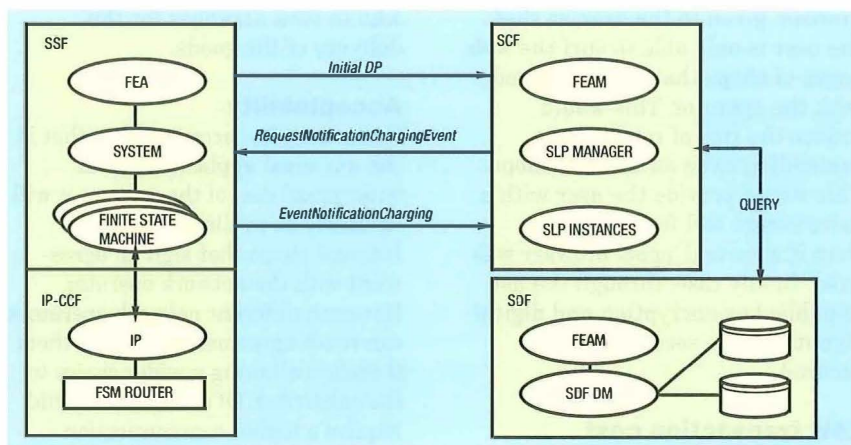 SSF
SCF
FEA
Initial DP
FEAM
SYSTEM
RequestNotificationChargingEvent
SLP MANAGER
FINITE STATE
MACHINE
EventNotificationCharging
SLP INSTANCES
QUERY
IP-CCF
SDF
IP
FEAM
FSM ROUTER
SDF DM